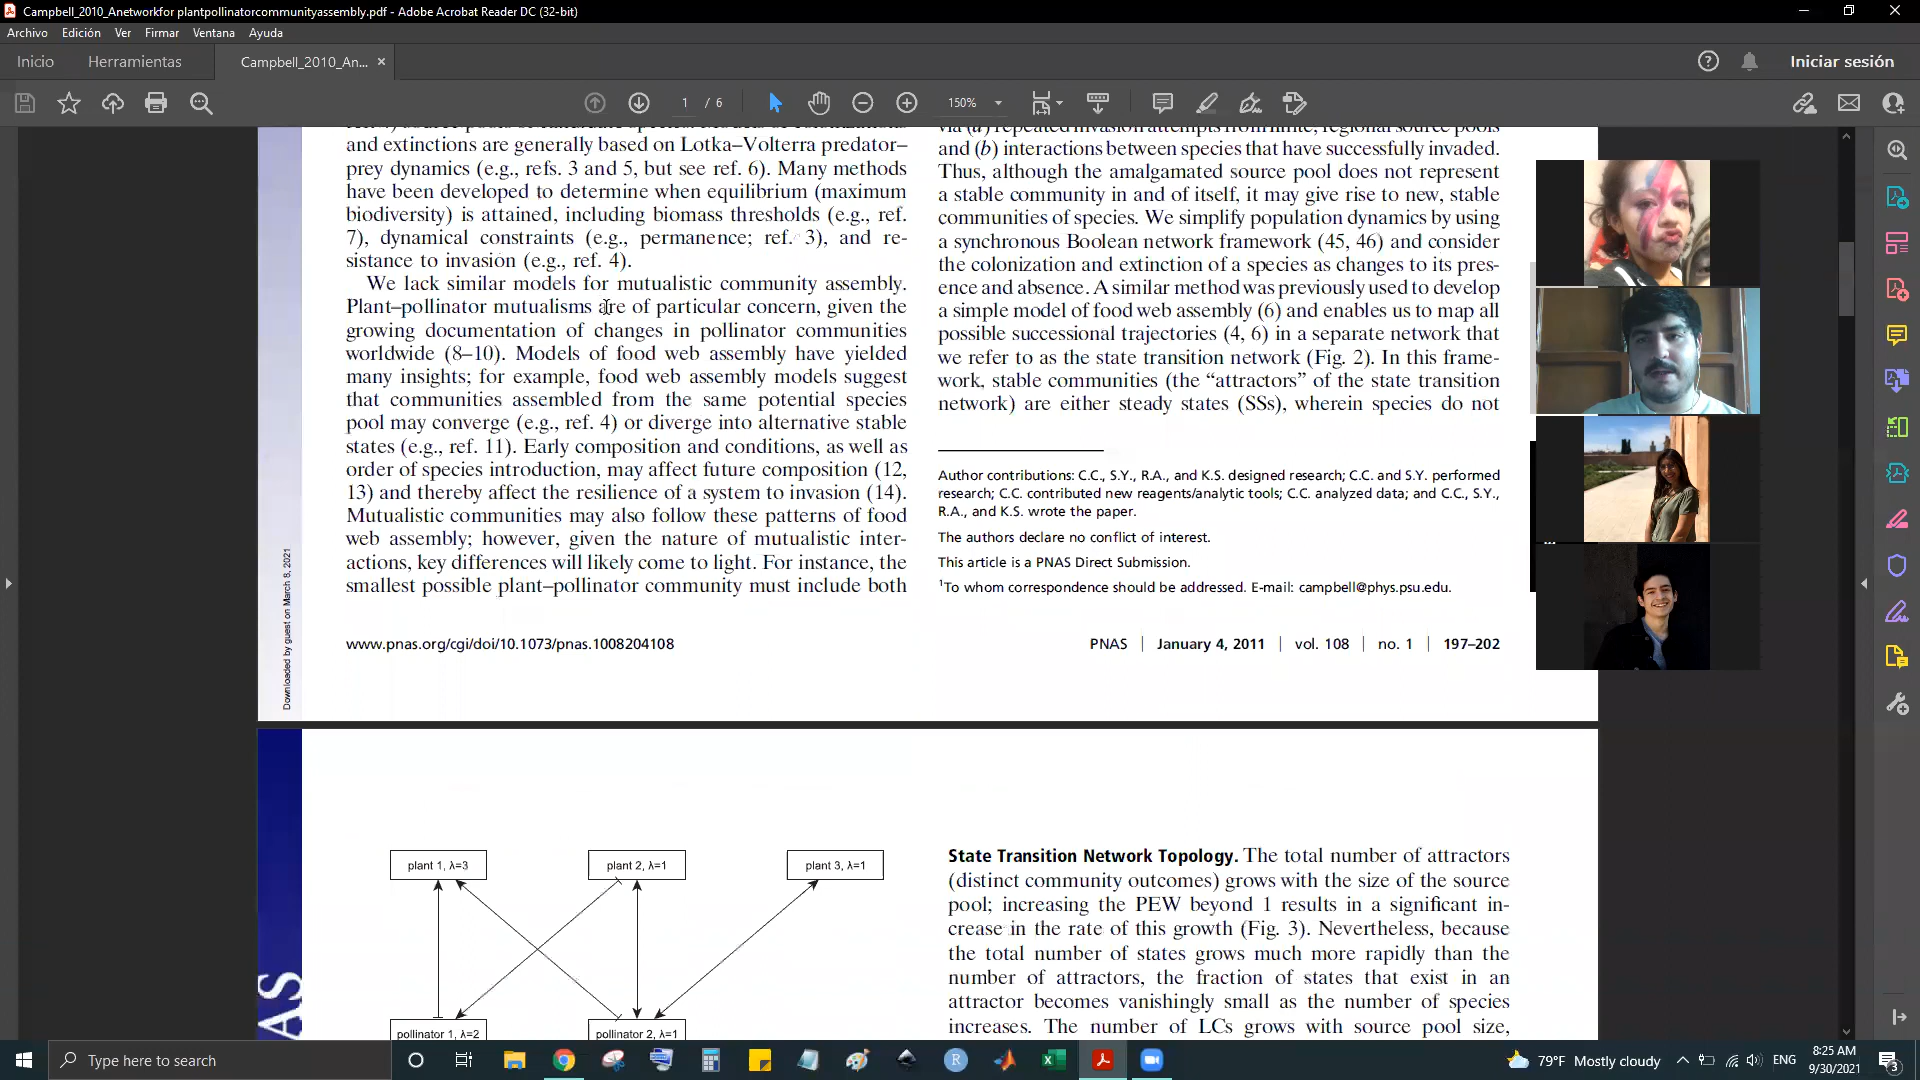 Campbell_2010_Anetworkfor plantpollinatorcommunityassembly.pdf - Adobe Acrobat Reader DC (32-bit)
Archivo Edición Ver Firmar Ventana Ayuda
Inicio Herramientas Campbell_2010_An... × Iniciar sesión
1 / 6 150%
and extinctions are generally based on Lotka–Volterra predator–
prey dynamics (e.g., refs. 3 and 5, but see ref. 6). Many methods
have been developed to determine when equilibrium (maximum
biodiversity) is attained, including biomass thresholds (e.g., ref.
7), dynamical constraints (e.g., permanence; ref. 3), and re-
sistance to invasion (e.g., ref. 4).
We lack similar models for mutualistic community assembly.
Plant–pollinator mutualisms are of particular concern, given the
growing documentation of changes in pollinator communities
worldwide (8–10). Models of food web assembly have yielded
many insights; for example, food web assembly models suggest
that communities assembled from the same potential species
pool may converge (e.g., ref. 4) or diverge into alternative stable
states (e.g., ref. 11). Early composition and conditions, as well as
order of species introduction, may affect future composition (12,
13) and thereby affect the resilience of a system to invasion (14).
Mutualistic communities may also follow these patterns of food
web assembly; however, given the nature of mutualistic inter-
actions, key differences will likely come to light. For instance, the
smallest possible plant–pollinator community must include both
via (a) repeated invasion attempts from finite, regional source pools
and (b) interactions between species that have successfully invaded.
Thus, although the amalgamated source pool does not represent
a stable community in and of itself, it may give rise to new, stable
communities of species. We simplify population dynamics by using
a synchronous Boolean network framework (45, 46) and consider
the colonization and extinction of a species as changes to its pres-
ence and absence. A similar method was previously used to develop
a simple model of food web assembly (6) and enables us to map all
possible successional trajectories (4, 6) in a separate network that
we refer to as the state transition network (Fig. 2). In this frame-
work, stable communities (the “attractors” of the state transition
network) are either steady states (SSs), wherein species do not
Author contributions: C.C., S.Y., R.A., and K.S. designed research; C.C. and S.Y. performed
research; C.C. contributed new reagents/analytic tools; C.C. analyzed data; and C.C., S.Y.,
R.A., and K.S. wrote the paper.
The authors declare no conflict of interest.
This article is a PNAS Direct Submission.
1To whom correspondence should be addressed. E-mail: campbell@phys.psu.edu.
Downloaded by guest on March 8, 2021
www.pnas.org/cgi/doi/10.1073/pnas.1008204108
PNAS | January 4, 2011 | vol. 108 | no. 1 | 197–202
plant 1, λ=3
plant 2, λ=1
plant 3, λ=1
pollinator 1, λ=2
pollinator 2, λ=1
AS
State Transition Network Topology. The total number of attractors
(distinct community outcomes) grows with the size of the source
pool; increasing the PEW beyond 1 results in a significant in-
crease in the rate of this growth (Fig. 3). Nevertheless, because
the total number of states grows much more rapidly than the
number of attractors, the fraction of states that exist in an
attractor becomes vanishingly small as the number of species
increases. The number of LCs grows with source pool size,
Type here to search
79°F Mostly cloudy
ENG
8:25 AM
9/30/2021
3